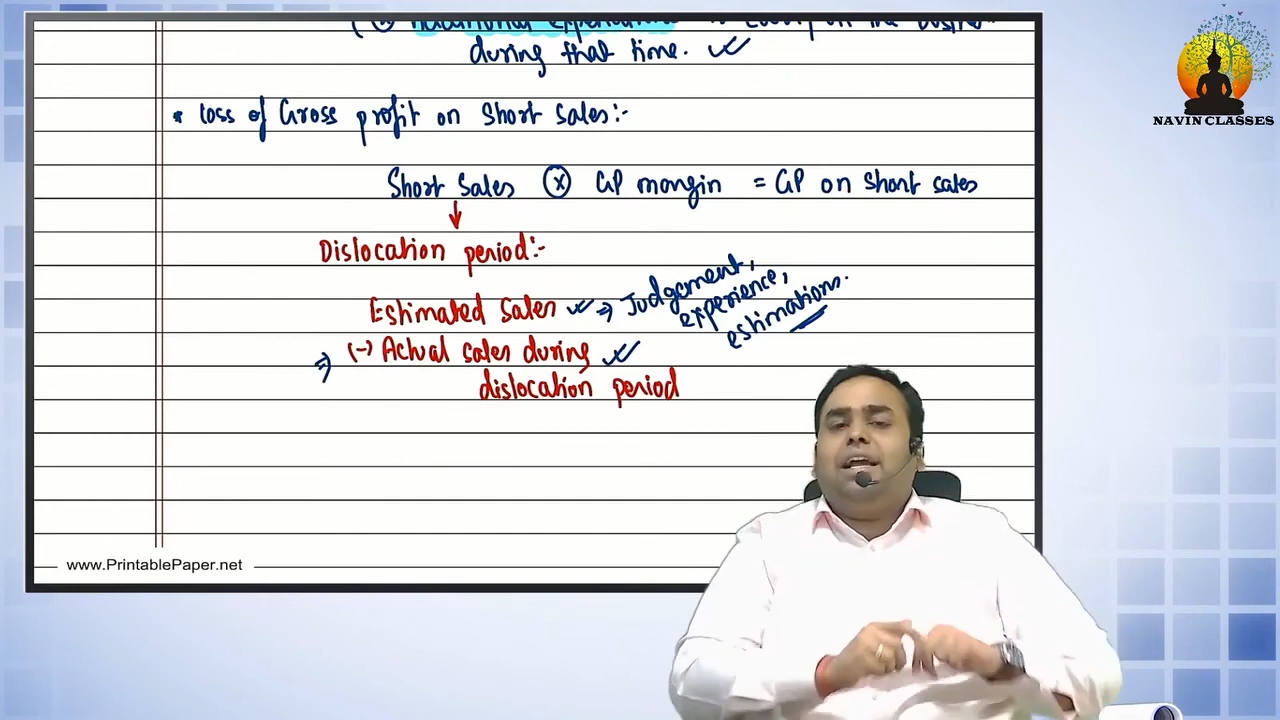 during that time.
• Loss of Gross profit on Short Sales:-
Short Sales ⓧ GP margin = GP on Short sales
Dislocation period:-
Estimated Sales ⇒ Judgement, experience, estimations.
⇒ (-) Actual sales during
dislocation period
www.PrintablePaper.net
NAVIN CLASSES